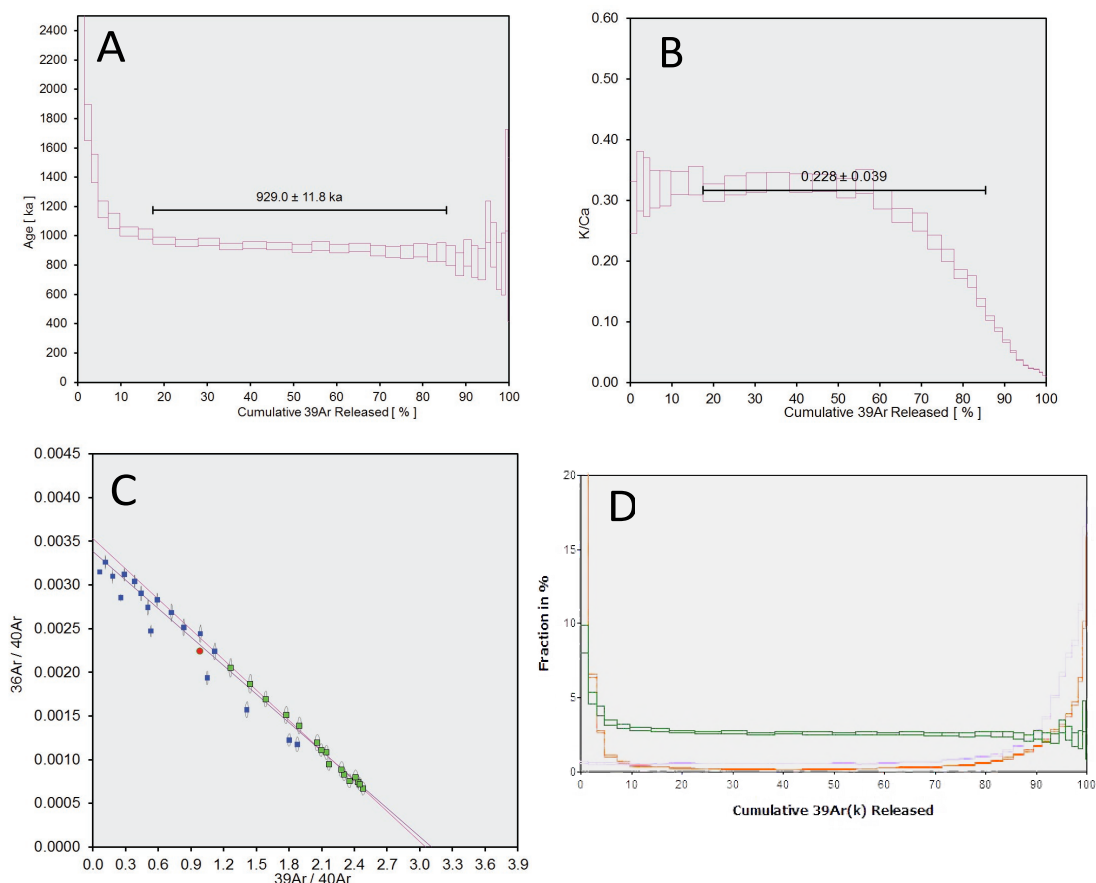 A
2400
2200
2000
1800
1600
1400
1200
1000
800
600
400
200
0
Age [ ka ]
929.0 ± 11.8 ka
0 10 20 30 40 50 60 70 80 90 100
Cumulative 39Ar Released [ % ]
B
0.60
0.50
0.40
0.30
0.20
0.10
0.00
K/Ca
0.228 ± 0.039
0 10 20 30 40 50 60 70 80 90 100
Cumulative 39Ar Released [ % ]
C
0.0045
0.0040
0.0035
0.0030
0.0025
0.0020
0.0015
0.0010
0.0005
0.0000
36Ar / 40Ar
0.0 0.3 0.6 0.9 1.2 1.5 1.8 2.1 2.4 2.7 3.0 3.3 3.6 3.9
39Ar / 40Ar
D
20
15
10
5
0
Fraction in %
0 10 20 30 40 50 60 70 80 90 100
Cumulative 39Ar(k) Released